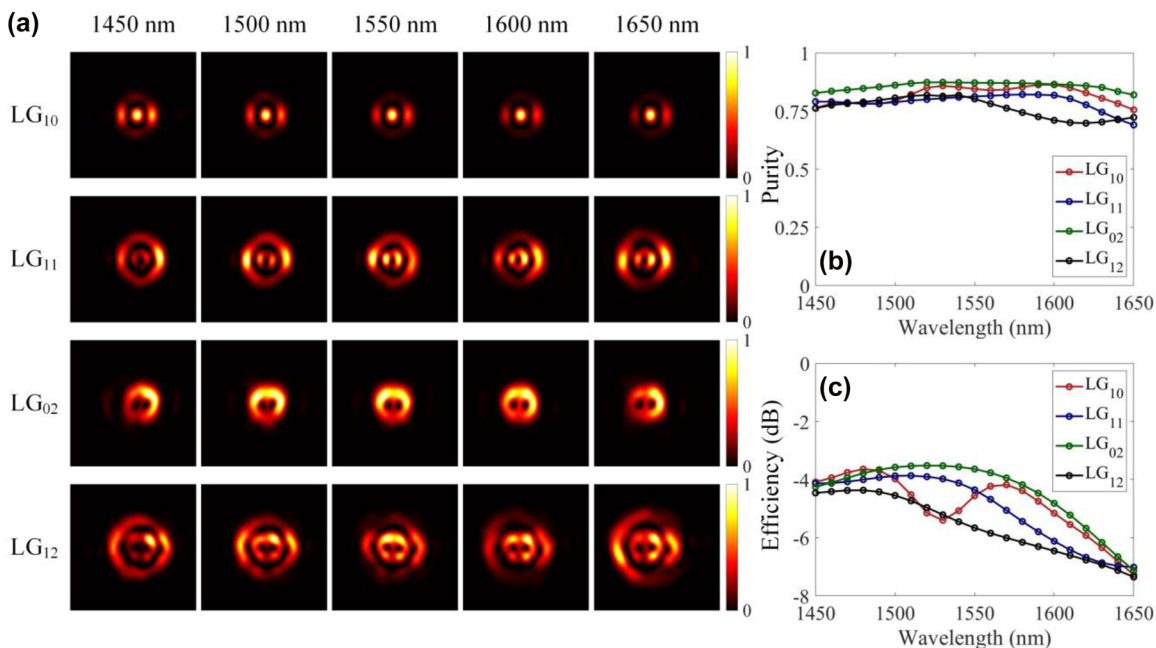 (a)
1450 nm 1500 nm 1550 nm 1600 nm 1650 nm
LG10
1
0
LG11
1
0
LG02
1
0
LG12
1
0
1
0.75
0.5
0.25
0
Purity
LG10
LG11
LG02
LG12
(b)
1450 1500 1550 1600 1650
Wavelength (nm)
0
-2
-4
-6
-8
Efficiency (dB)
(c)
LG10
LG11
LG02
LG12
1450 1500 1550 1600 1650
Wavelength (nm)